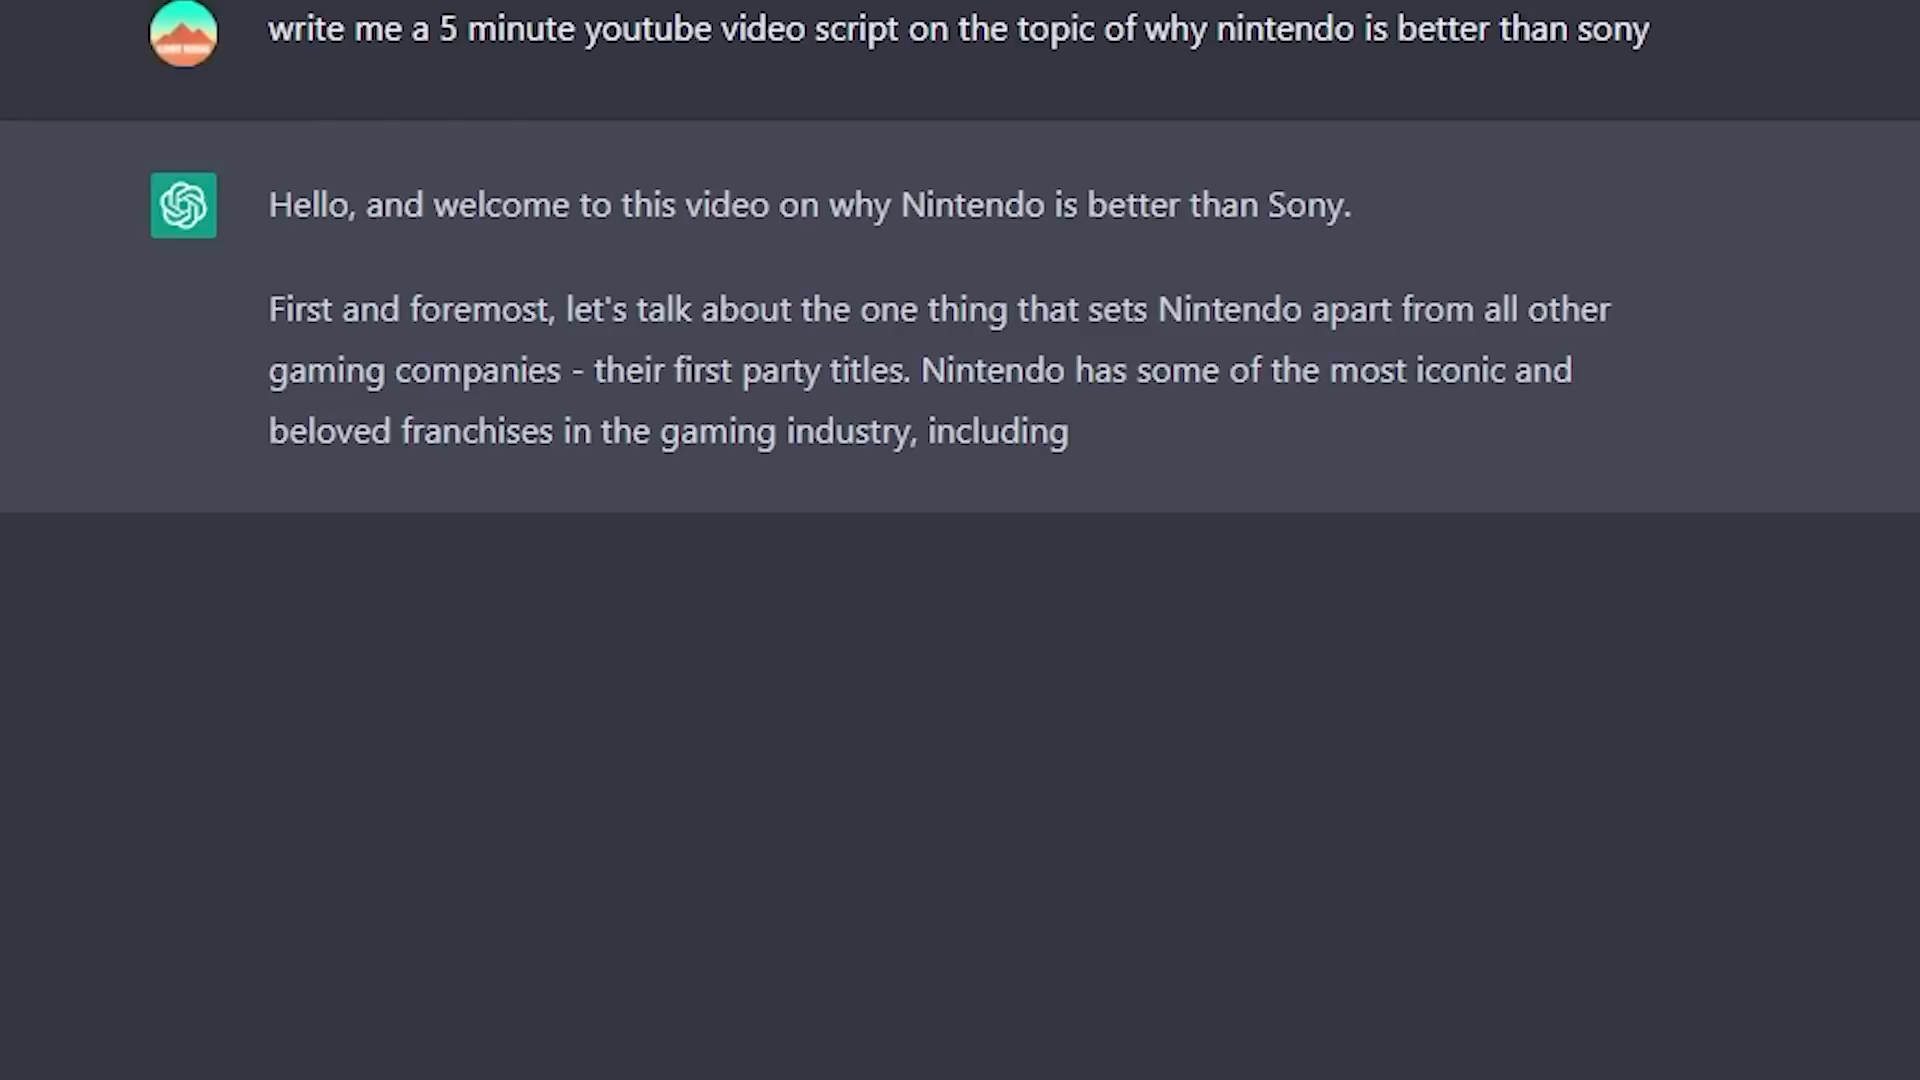 write me a 5 minute youtube video script on the topic of why nintendo is better than sony
Hello, and welcome to this video on why Nintendo is better than Sony.
First and foremost, let's talk about the one thing that sets Nintendo apart from all other
gaming companies - their first party titles. Nintendo has some of the most iconic and
beloved franchises in the gaming industry, including